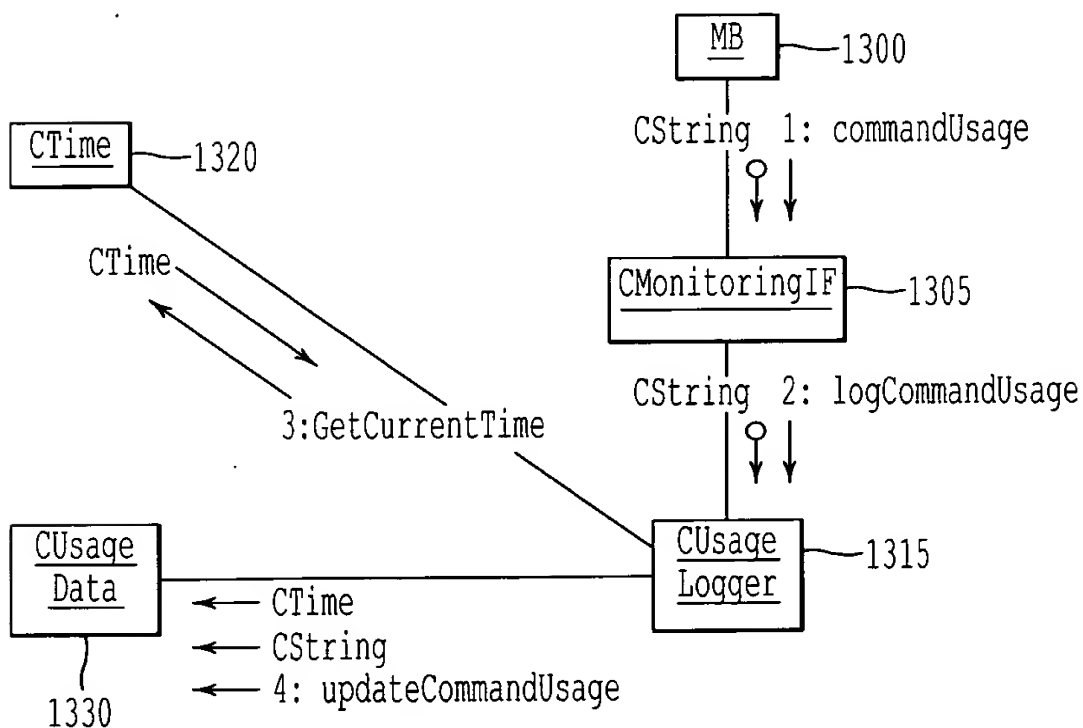 MB
1300
CString 1: commandUsage
CTime
1320
CTime
CMonitoringIF
1305
CString 2: logCommandUsage
3:GetCurrentTime
CUsage
Data
CUsage
Logger
1315
CTime
CString
4: updateCommandUsage
1330